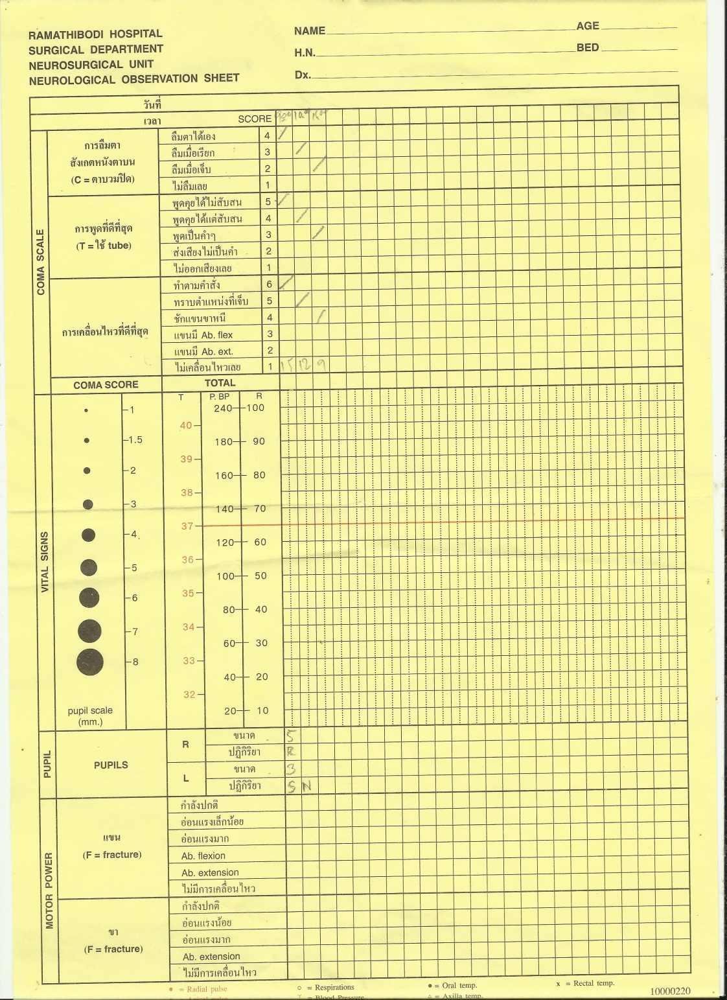 RAMATHIBODI HOSPITAL
SURGICAL DEPARTMENT
NEUROSURGICAL UNIT
NEUROLOGICAL OBSERVATION SHEET
NAME AGE
H.N. BED
Dx.
วันที่
เวลา SCORE
COMA SCALE
การลืมตา
สังเกตหนังตาบน
(C = ตาบวมปิด)
ลืมตาได้เอง 4
ลืมเมื่อเรียก 3
ลืมเมื่อเจ็บ 2
ไม่ลืมเลย 1
การพูดที่ดีที่สุด
(T = ใช้ tube)
พูดคุยได้ไม่สับสน 5
พูดคุยได้แต่สับสน 4
พูดเป็นคำๆ 3
ส่งเสียงไม่เป็นคำ 2
ไม่ออกเสียงเลย 1
การเคลื่อนไหวที่ดีที่สุด
ทำตามคำสั่ง 6
ทราบตำแหน่งที่เจ็บ 5
ชักแขนขาหนี 4
แขนมี Ab. flex 3
แขนมี Ab. ext. 2
ไม่เคลื่อนไหวเลย 1 15 12 9
COMA SCORE TOTAL
VITAL SIGNS
T P. BP R
1
1.5
2
3
4
5
6
7
8
pupil scale
(mm.)
40
39
38
37
36
35
34
33
32
240 100
180 90
160 80
140 70
120 60
100 50
80 40
60 30
40 20
20 10
PUPIL
PUPILS
R
ขนาด 5
ปฏิกิริยา R
L
ขนาด 3
ปฏิกิริยา S N
MOTOR POWER
แขน
(F = fracture)
กำลังปกติ
อ่อนแรงเล็กน้อย
อ่อนแรงมาก
Ab. flexion
Ab. extension
ไม่มีการเคลื่อนไหว
ขา
(F = fracture)
กำลังปกติ
อ่อนแรงน้อย
อ่อนแรงมาก
Ab. extension
ไม่มีการเคลื่อนไหว
● = Radial pulse ○ = Respirations ● = Oral temp. x = Rectal temp.
= Blood Pressure △ = Axilla temp.
10000220